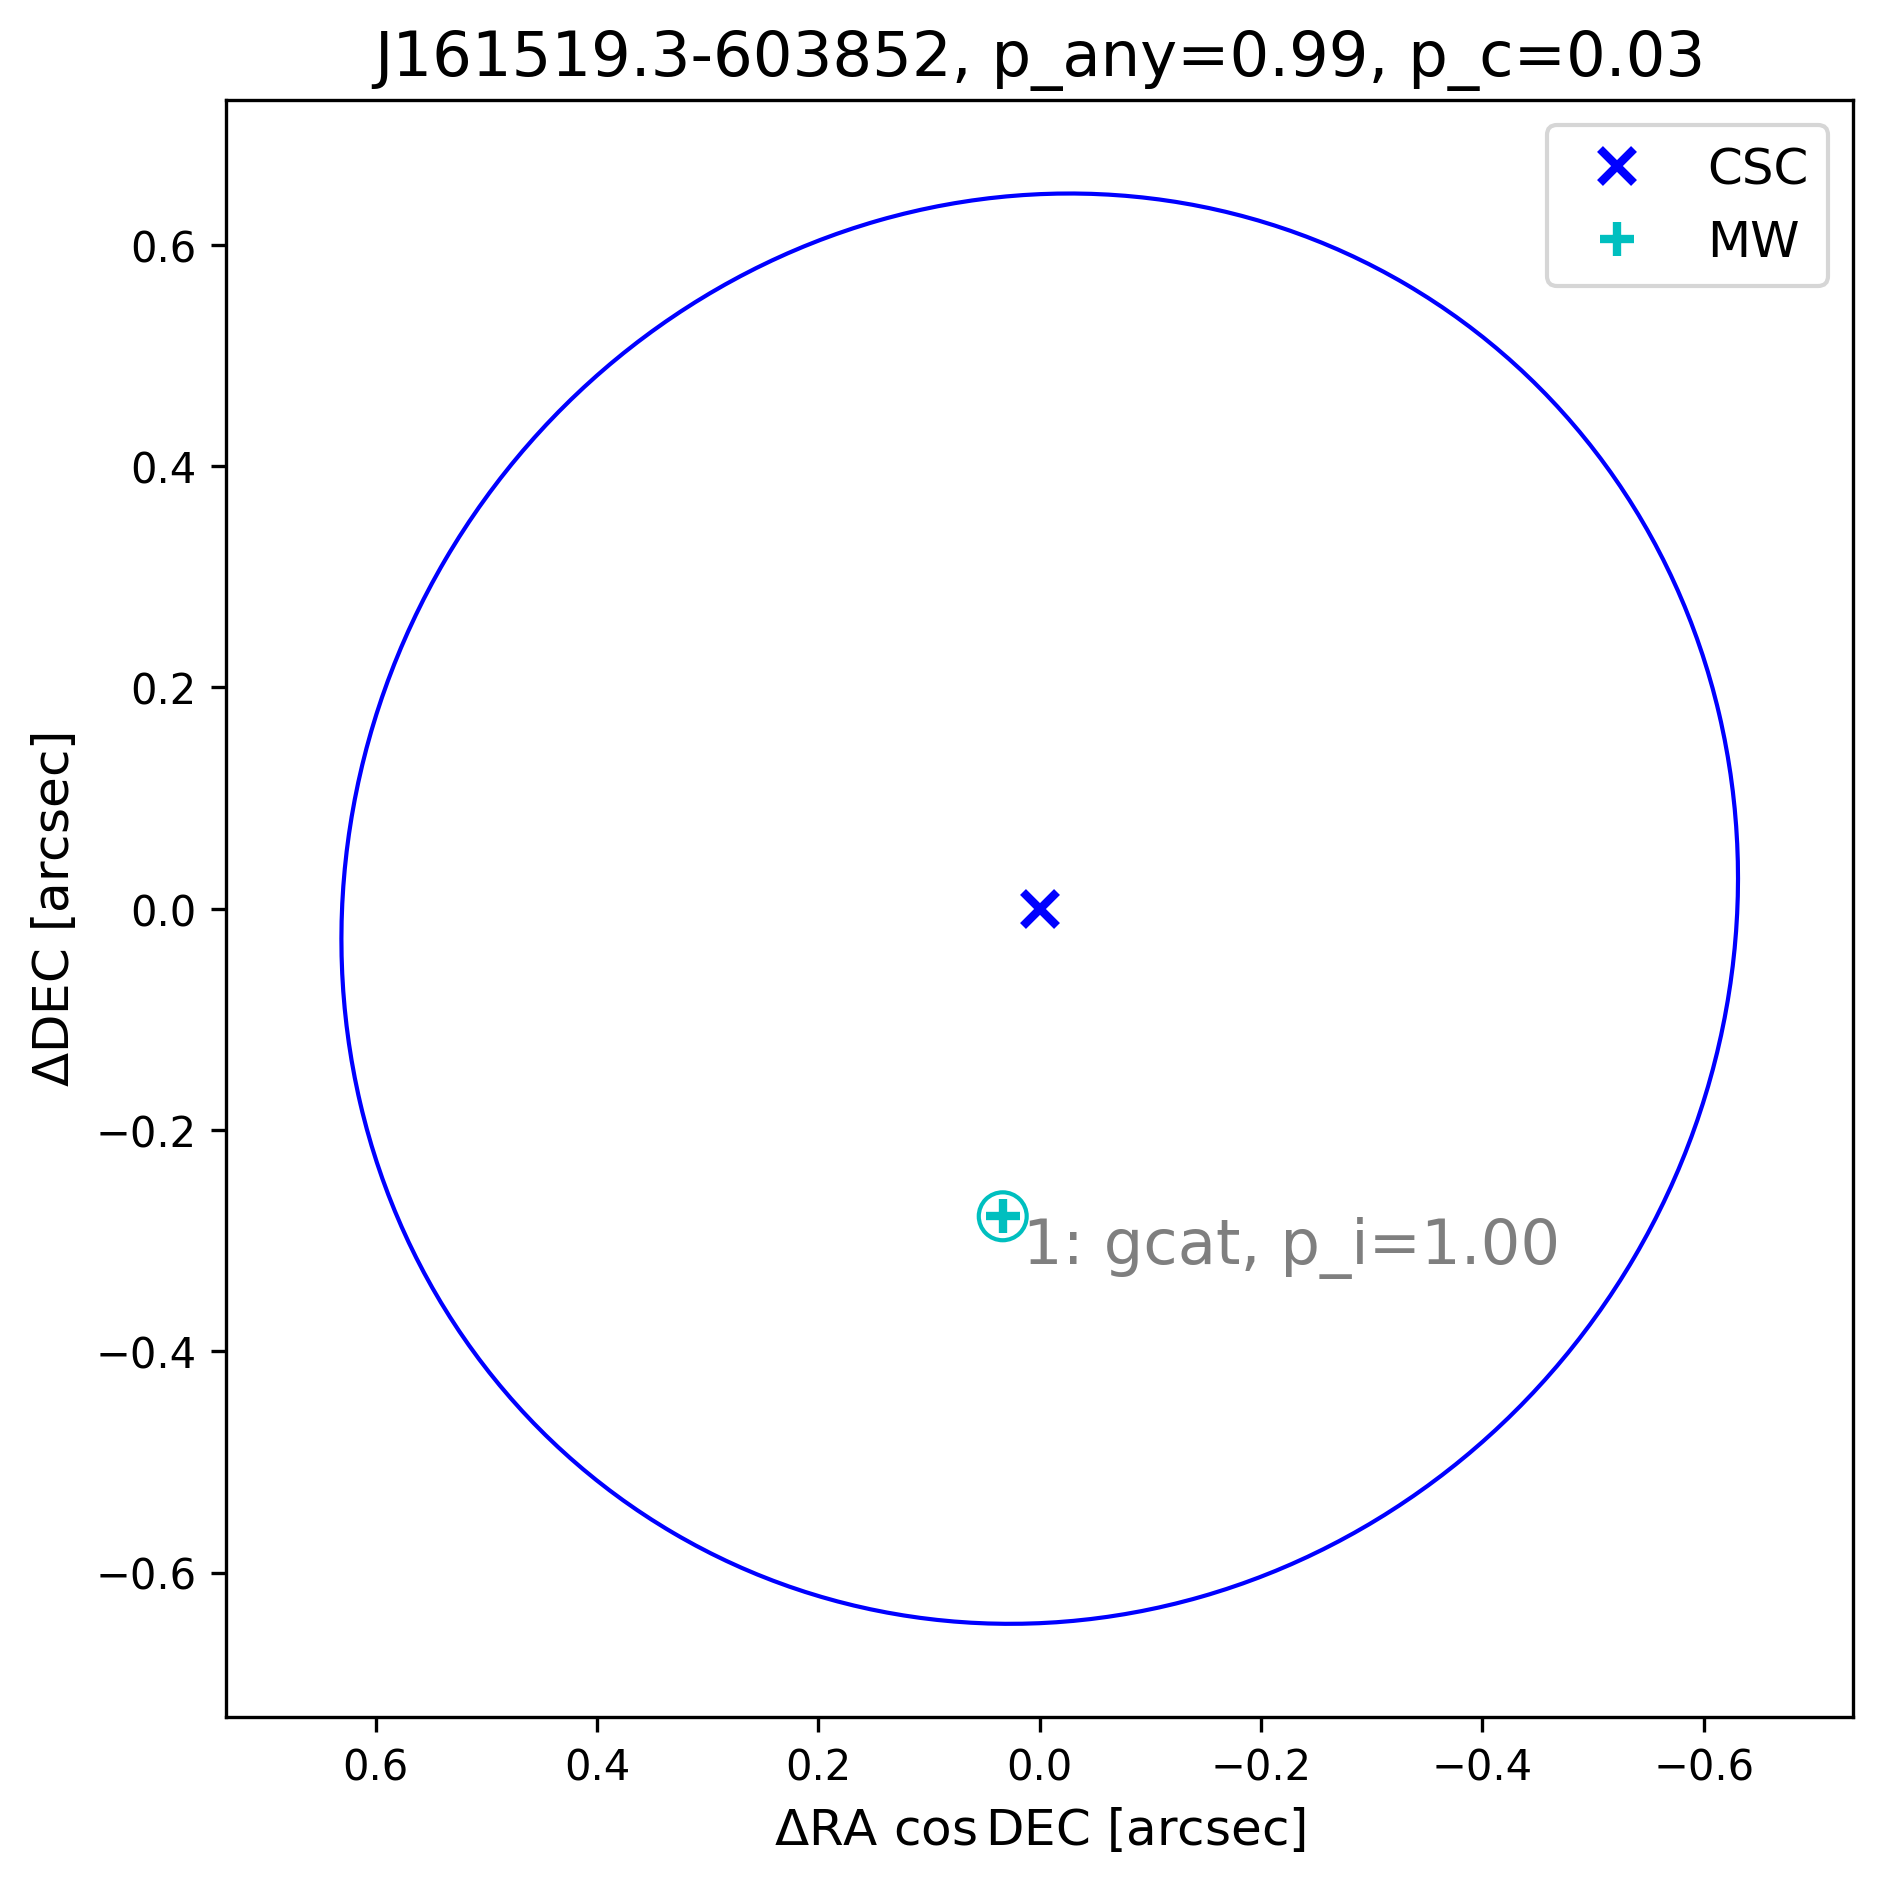 J161519.3-603852, p_any=0.99, p_c=0.03
CSC
MW
0.6
0.4
0.2
0.0
−0.2
−0.4
−0.6
ΔDEC [arcsec]
1: gcat, p_i=1.00
0.6 0.4 0.2 0.0 −0.2 −0.4 −0.6
ΔRA cos DEC [arcsec]